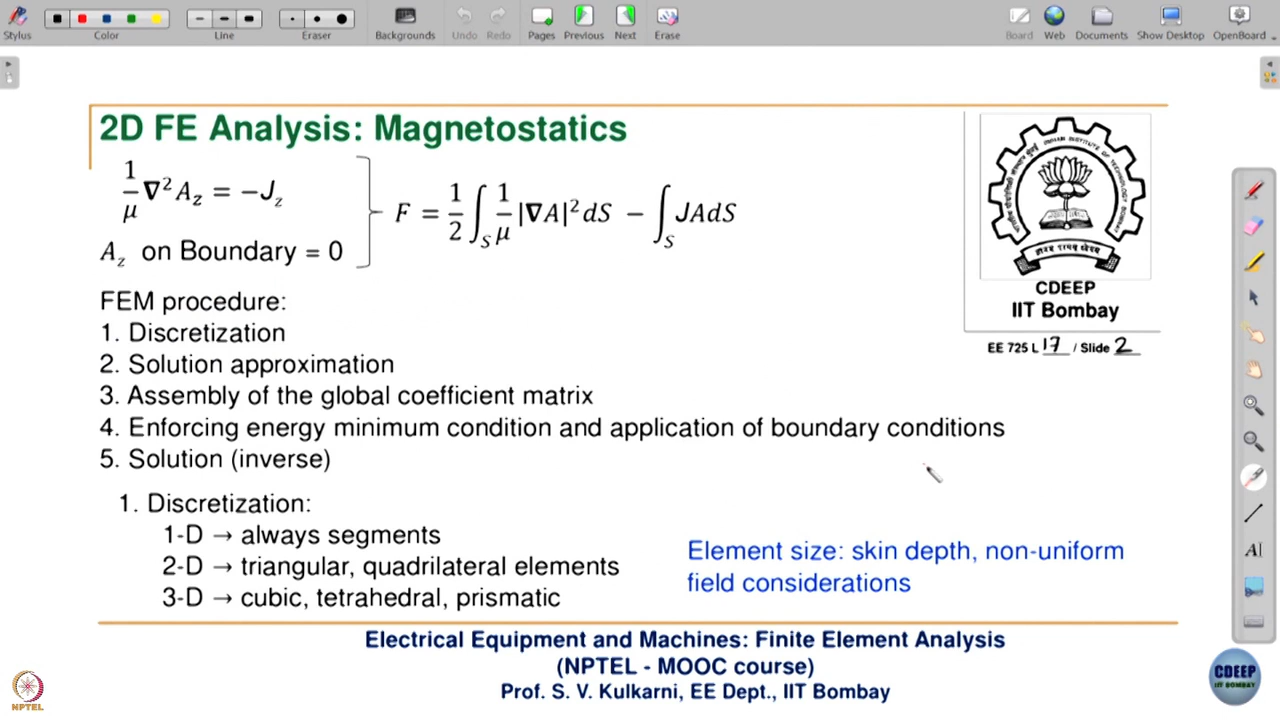 Stylus
Color
Line
Eraser
Backgrounds
Undo Redo
Pages
Previous
Next
Erase
Board
Web
Documents
Show Desktop
OpenBoard
2D FE Analysis: Magnetostatics
1/μ ∇²A_z = −J_z
A_z on Boundary = 0
F = 1/2 ∫_S 1/μ |∇A|² dS − ∫_S JAdS
CDEEP
IIT Bombay
EE 725 L 17 / Slide 2
FEM procedure:
1. Discretization
2. Solution approximation
3. Assembly of the global coefficient matrix
4. Enforcing energy minimum condition and application of boundary conditions
5. Solution (inverse)
1. Discretization:
1-D → always segments
2-D → triangular, quadrilateral elements
3-D → cubic, tetrahedral, prismatic
Element size: skin depth, non-uniform
field considerations
Electrical Equipment and Machines: Finite Element Analysis
(NPTEL - MOOC course)
Prof. S. V. Kulkarni, EE Dept., IIT Bombay
NPTEL
CDEEP
IIT BOMBAY